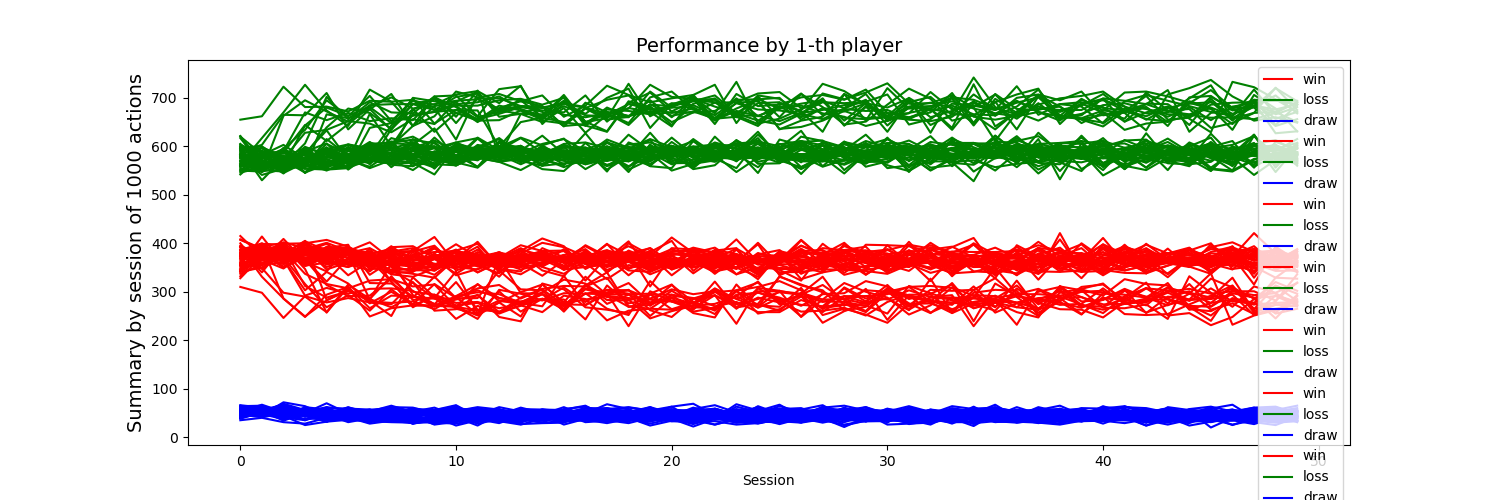 Performance by 1-th player
Summary by session of 1000 actions
700
600
500
400
300
200
100
0
0
10
20
30
40
50
Session
win
loss
draw
win
loss
draw
win
loss
draw
win
loss
draw
win
loss
draw
win
loss
draw
win
loss
draw